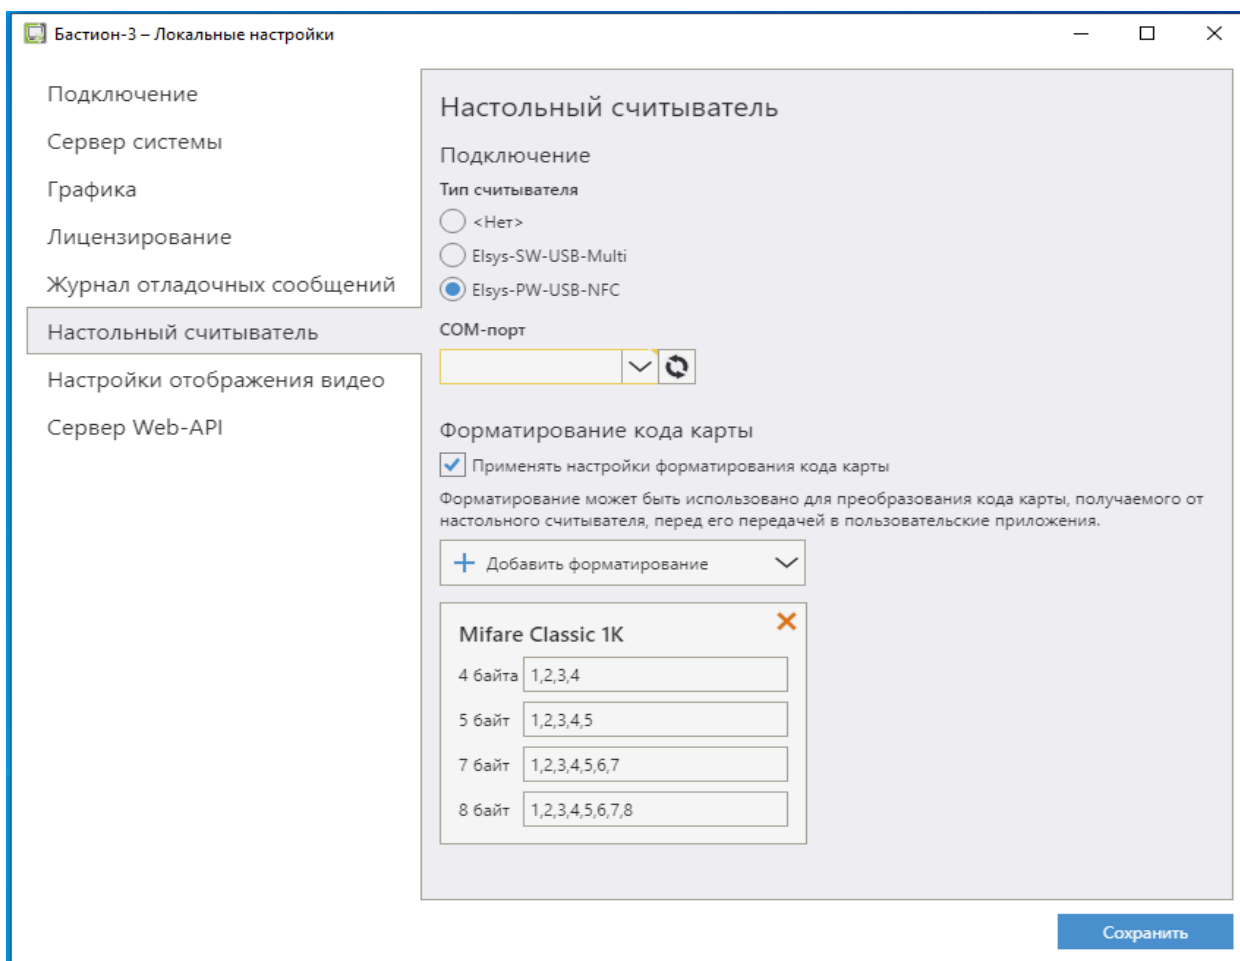 Бастион-3 – Локальные настройки
Подключение
Сервер системы
Графика
Лицензирование
Журнал отладочных сообщений
Настольный считыватель
Настройки отображения видео
Сервер Web-API
Настольный считыватель
Подключение
Тип считывателя
<Нет>
Elsys-SW-USB-Multi
Elsys-PW-USB-NFC
COM-порт
Форматирование кода карты
Применять настройки форматирования кода карты
Форматирование может быть использовано для преобразования кода карты, получаемого от
настольного считывателя, перед его передачей в пользовательские приложения.
Добавить форматирование
Mifare Classic 1K
4 байта 1,2,3,4
5 байт 1,2,3,4,5
7 байт 1,2,3,4,5,6,7
8 байт 1,2,3,4,5,6,7,8
Сохранить